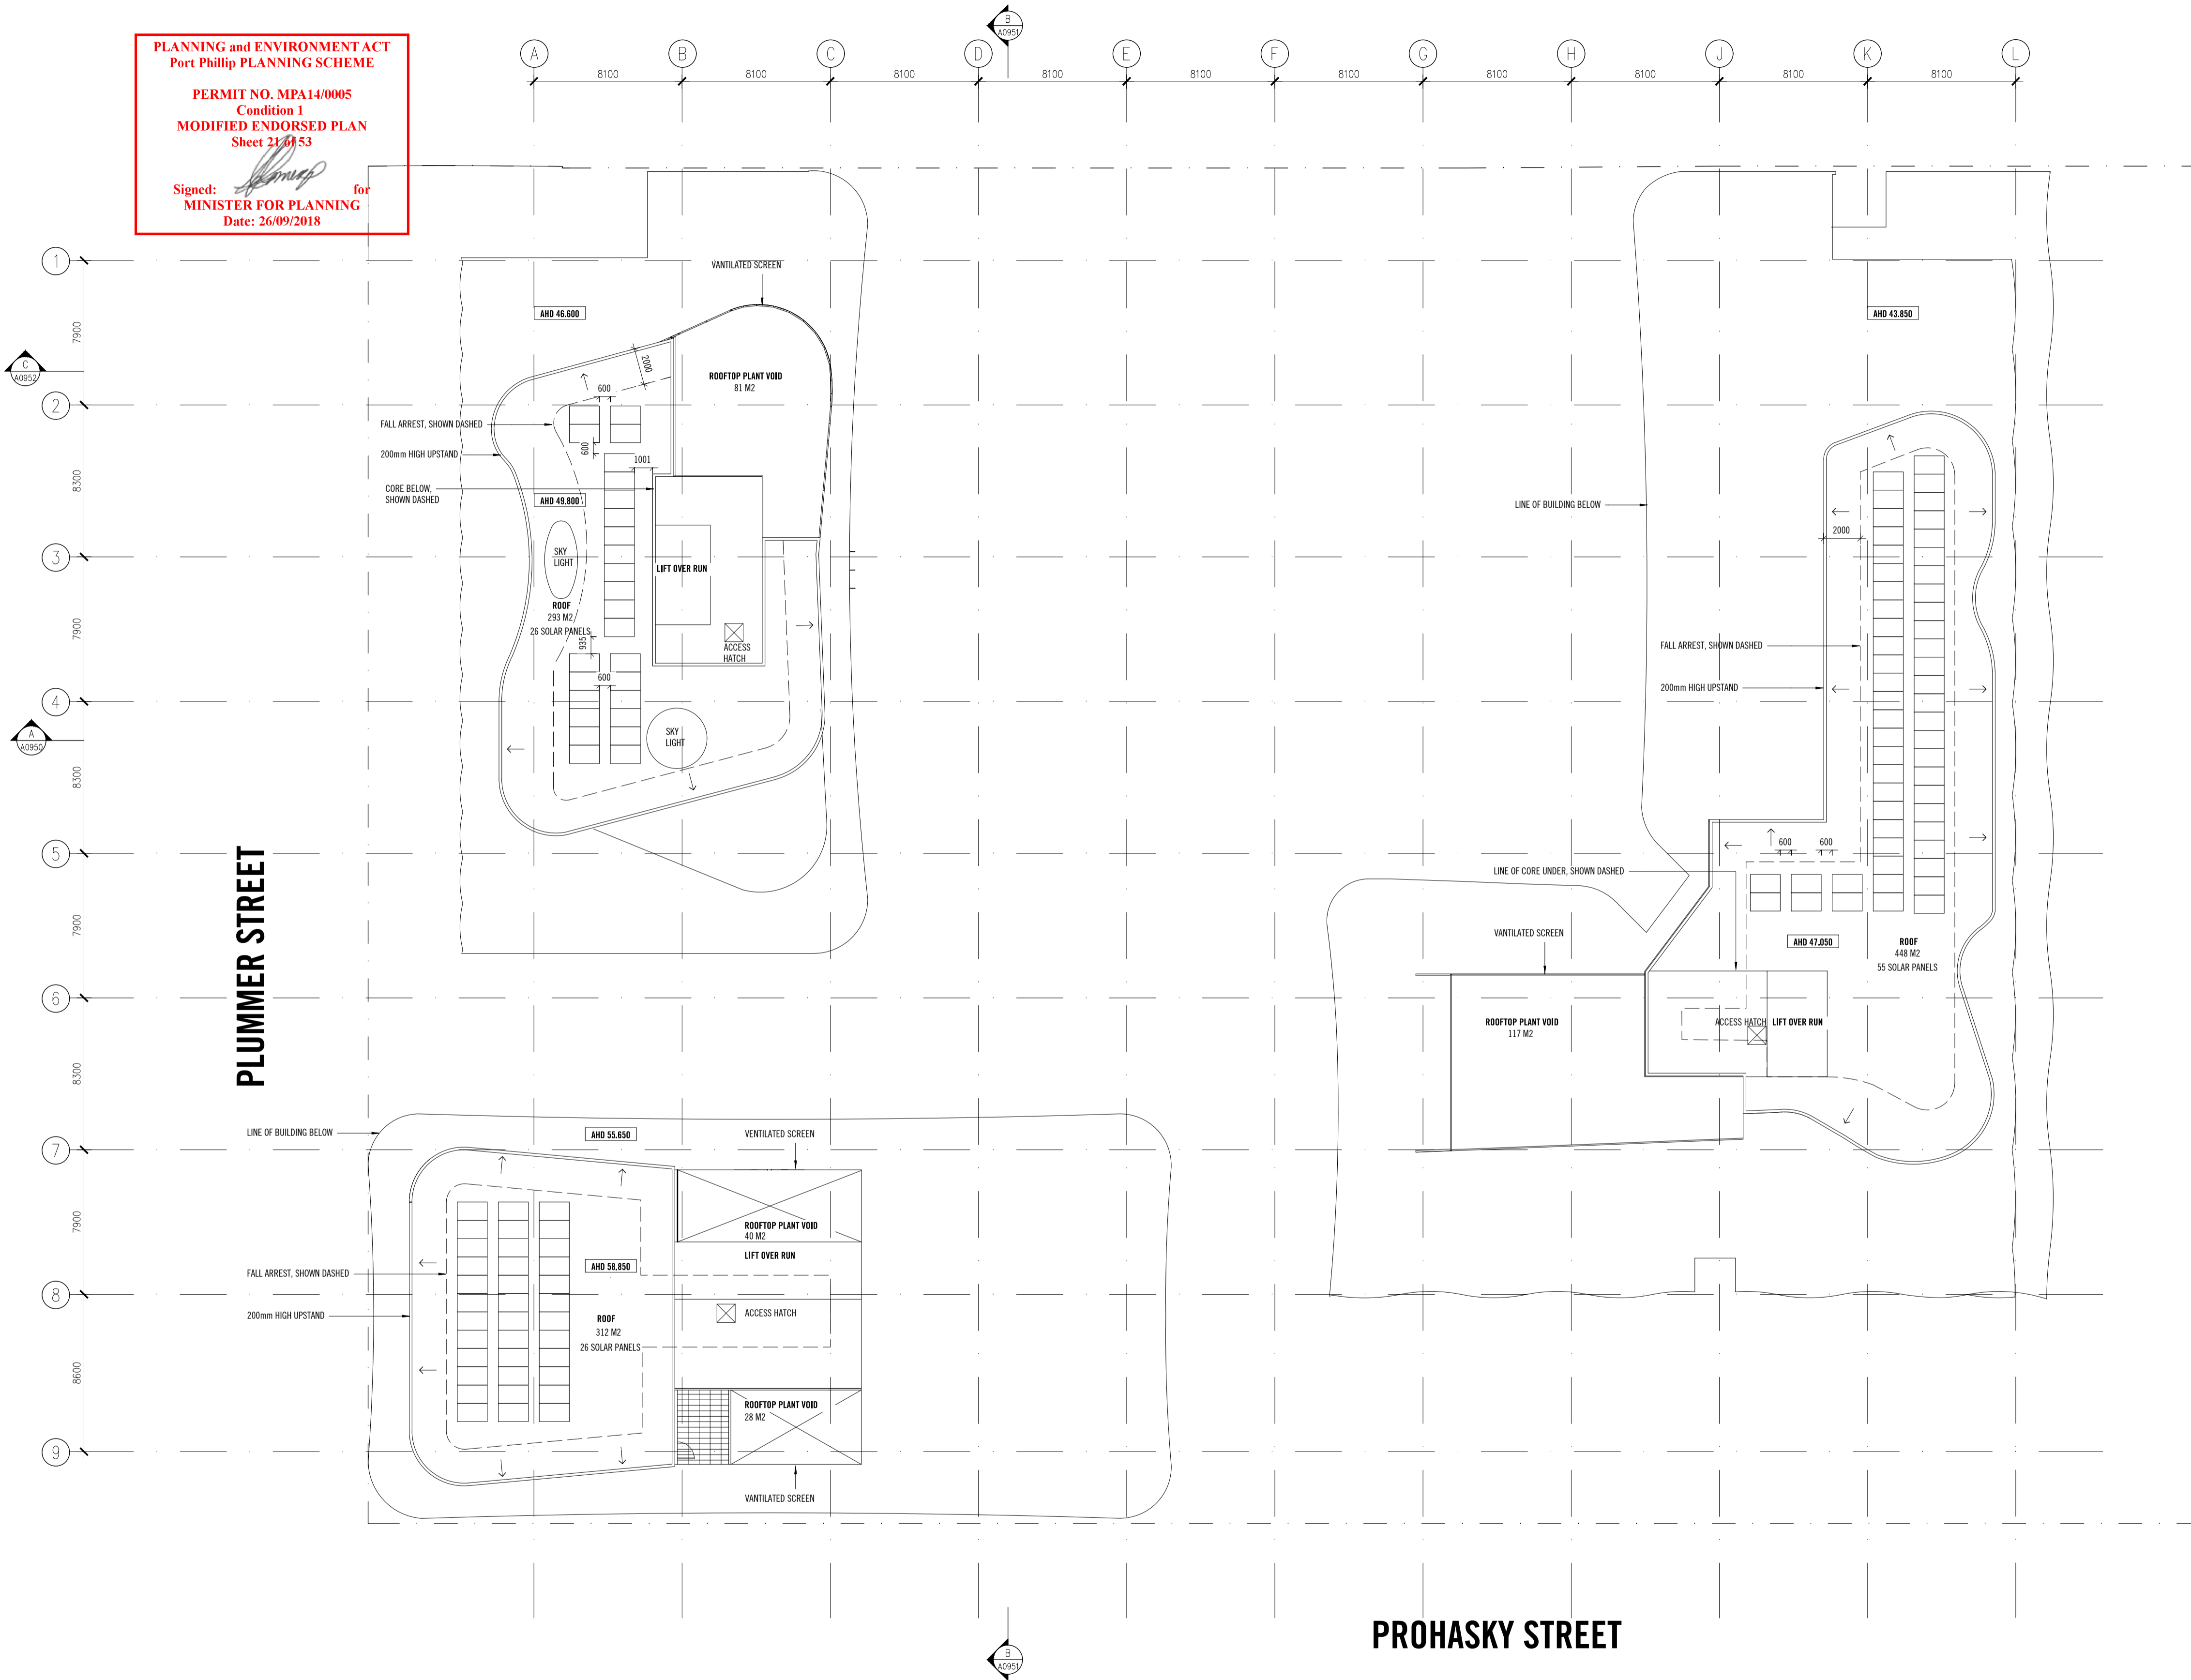 PLANNING and ENVIRONMENT ACT
Port Phillip PLANNING SCHEME
PERMIT NO. MPA14/0005
Condition 1
MODIFIED ENDORSED PLAN
Sheet 21 of 53
Signed: for
MINISTER FOR PLANNING
Date: 26/09/2018
B
A0951
A B C D E F G H J K L
8100 8100 8100 8100 8100 8100 8100 8100 8100 8100
1
7900
C
A0952
2
8300
3
7900
4
A
A0950
8300
5
7900
6
8300
7
7900
8
8600
9
PLUMMER STREET
VANTILATED SCREEN
AHD 46.600
2000
ROOFTOP PLANT VOID
81 M2
600
FALL ARREST, SHOWN DASHED
600
200mm HIGH UPSTAND
1001
CORE BELOW,
SHOWN DASHED
AHD 49.800
SKY
LIGHT
LIFT OVER RUN
ROOF
293 M2
26 SOLAR PANELS
935
ACCESS
HATCH
600
SKY
LIGHT
AHD 43.850
LINE OF BUILDING BELOW
2000
FALL ARREST, SHOWN DASHED
200mm HIGH UPSTAND
600 600
LINE OF CORE UNDER, SHOWN DASHED
VANTILATED SCREEN
AHD 47.050
ROOF
448 M2
55 SOLAR PANELS
ROOFTOP PLANT VOID
117 M2
ACCESS HATCH
LIFT OVER RUN
LINE OF BUILDING BELOW
AHD 55.650
VENTILATED SCREEN
ROOFTOP PLANT VOID
40 M2
LIFT OVER RUN
FALL ARREST, SHOWN DASHED
AHD 58.850
200mm HIGH UPSTAND
ROOF
312 M2
26 SOLAR PANELS
ACCESS HATCH
ROOFTOP PLANT VOID
28 M2
VANTILATED SCREEN
PROHASKY STREET
B
A0951